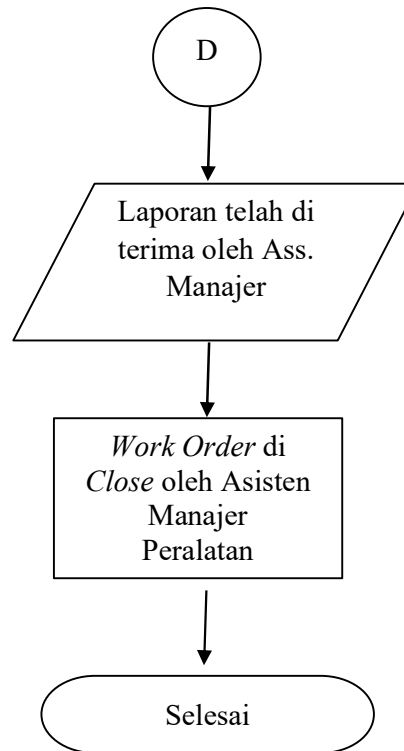 D
Laporan telah di
terima oleh Ass.
Manajer
Work Order di
Close oleh Asisten
Manajer
Peralatan
Selesai